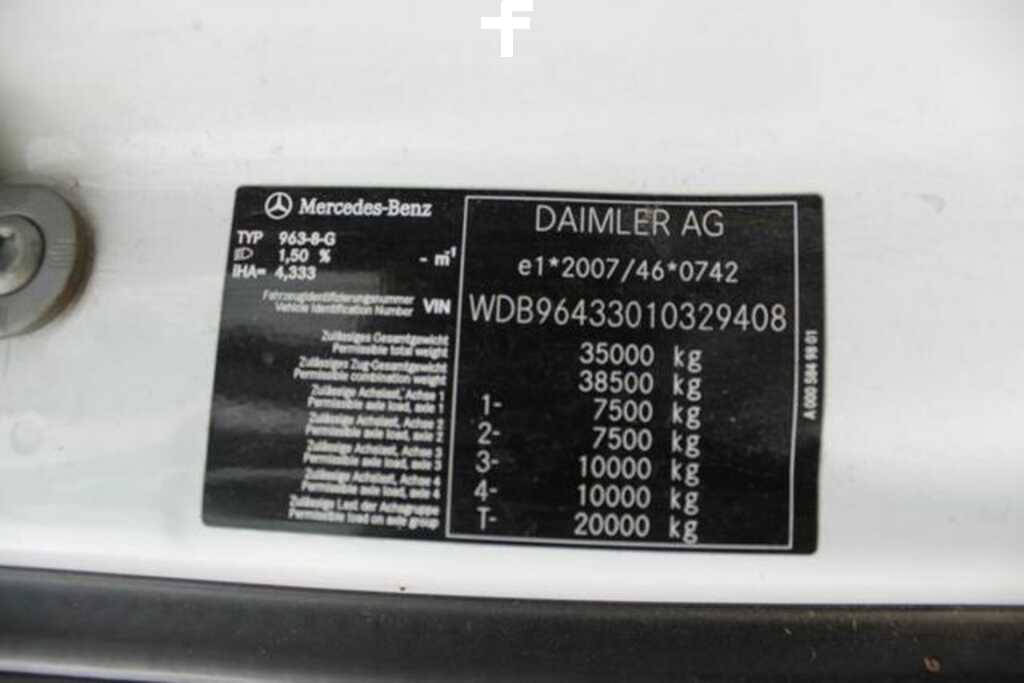 f
Mercedes-Benz
TYP 963-8-G
1,50 % - m-1
IHA= 4,333
Fahrzeugidentifizierungsnummer
Vehicle Identification Number VIN
Zulässiges Gesamtgewicht
Permissible total weight
Zulässiges Zug-Gesamtgewicht
Permissible combination weight
Zulässige Achslast, Achse 1
Permissible axle load, axle 1
Zulässige Achslast, Achse 2
Permissible axle load, axle 2
Zulässige Achslast, Achse 3
Permissible axle load, axle 3
Zulässige Achslast, Achse 4
Permissible axle load, axle 4
Zulässige Last der Achsgruppe
Permissible load on axle group
DAIMLER AG
e1*2007/46*0742
WDB96433010329408
35000 kg
38500 kg
1- 7500 kg
2- 7500 kg
3- 10000 kg
4- 10000 kg
T- 20000 kg
A 000 584 98 01